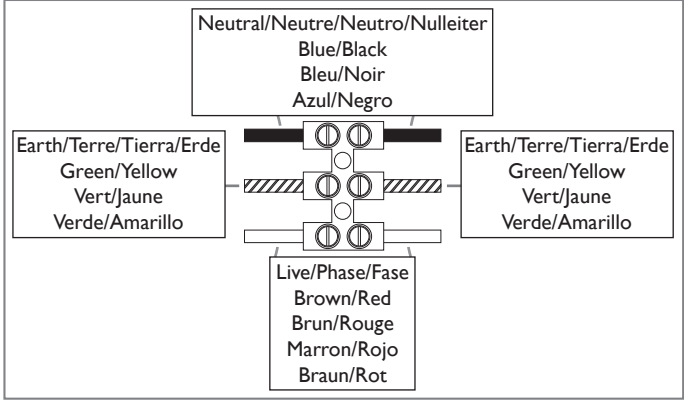 Neutral/Neutre/Neutro/Nulleiter
Blue/Black
Bleu/Noir
Azul/Negro
Earth/Terre/Tierra/Erde
Green/Yellow
Vert/Jaune
Verde/Amarillo
Earth/Terre/Tierra/Erde
Green/Yellow
Vert/Jaune
Verde/Amarillo
Live/Phase/Fase
Brown/Red
Brun/Rouge
Marron/Rojo
Braun/Rot